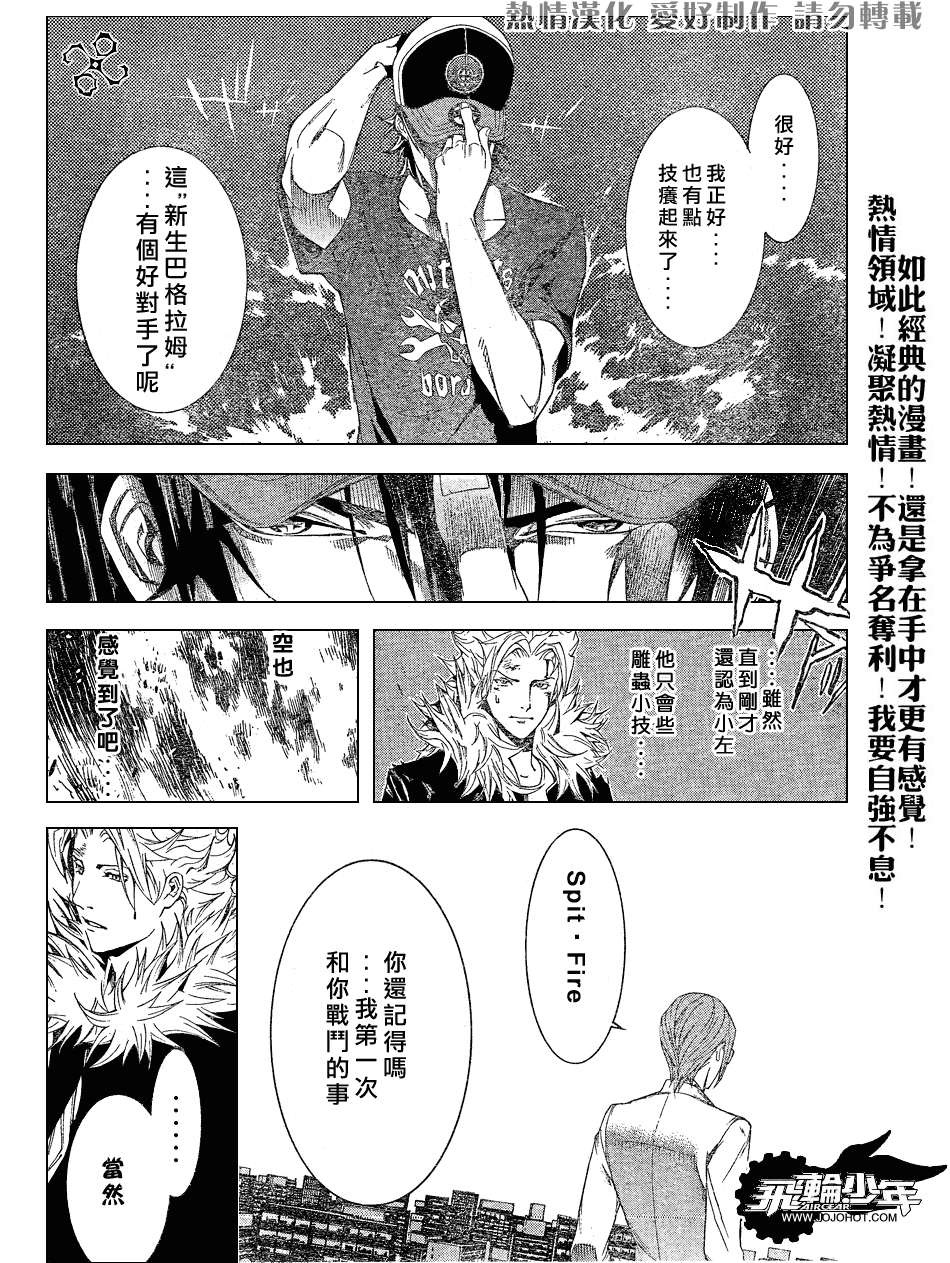 熱情漢化 愛好制作 請勿轉載
很好....
我正好...
也有點
技癢起來了....
這”新生巴格拉姆“
....有個好對手了呢
....雖然
直到剛才
還認為小左
他只會些
雕蟲小技....
空也
感覺到了吧....
Spit・Fire
你還記得嗎
....我第一次
和你戰鬥的事
......
當然
如此經典的漫畫！還是拿在手中才更有感覺！
熱情領域！凝聚熱情！不為爭名奪利！我要自強不息！
飛輪少年
AIRGEAR
WWW.JOJOHOT.COM